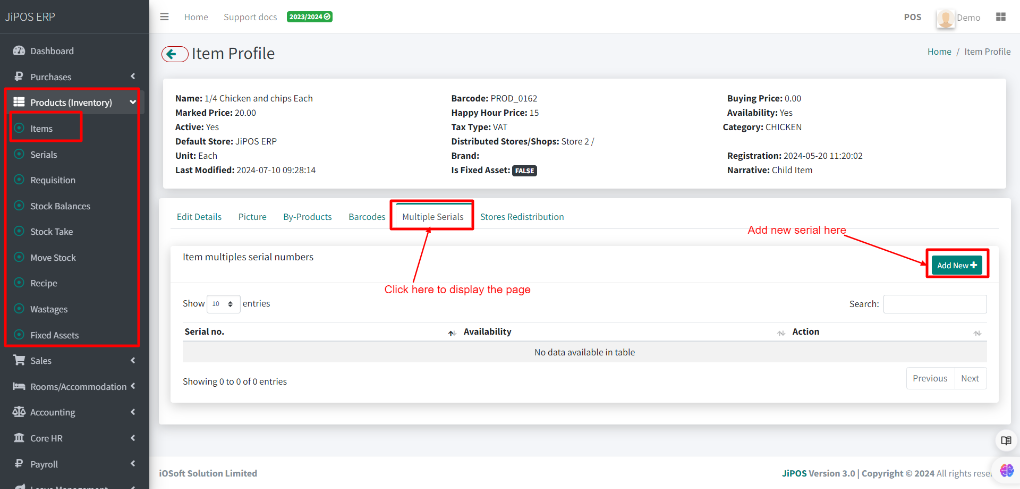 JiPOS ERP
Home Support docs 2023/2024
POS Demo
Dashboard
Purchases
Products (Inventory)
Items
Serials
Requisition
Stock Balances
Stock Take
Move Stock
Recipe
Wastages
Fixed Assets
Sales
Rooms/Accommodation
Accounting
Core HR
Payroll
Leave Management
Item Profile
Home / Item Profile
Name: 1/4 Chicken and chips Each
Barcode: PROD_0162
Buying Price: 0.00
Marked Price: 20.00
Happy Hour Price: 15
Availability: Yes
Active: Yes
Tax Type: VAT
Category: CHICKEN
Default Store: JiPOS ERP
Distributed Stores/Shops: Store 2 /
Unit: Each
Brand:
Registration: 2024-05-20 11:20:02
Last Modified: 2024-07-10 09:28:14
Is Fixed Asset: FALSE
Narrative: Child Item
Edit Details Picture By-Products Barcodes Multiple Serials Stores Redistribution
Add new serial here
Item multiples serial numbers
Add New
Click here to display the page
Show 10 entries
Search:
Serial no. Availability Action
No data available in table
Showing 0 to 0 of 0 entries
Previous Next
iOSoft Solution Limited
JiPOS Version 3.0 | Copyright © 2024 All rights